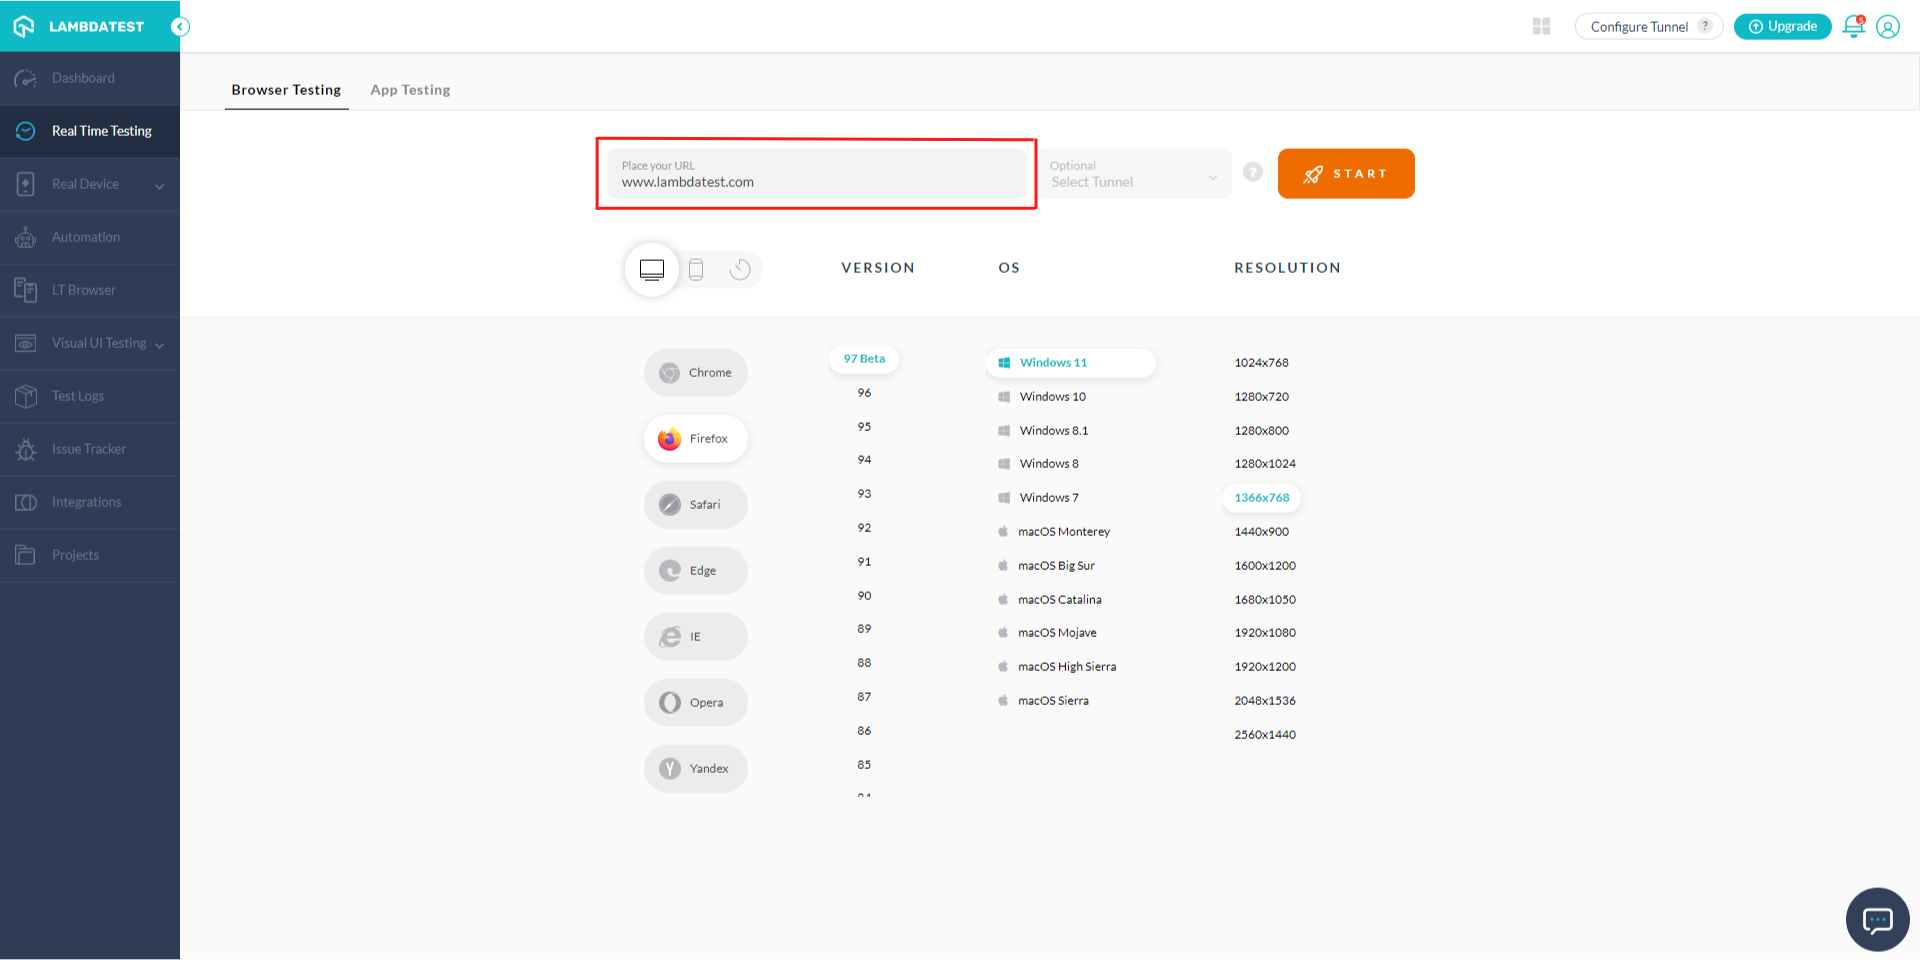 LAMBDATEST
Configure Tunnel ?
Upgrade
Dashboard
Real Time Testing
Real Device
Automation
LT Browser
Visual UI Testing
Test Logs
Issue Tracker
Integrations
Projects
Browser Testing App Testing
Place your URL
www.lambdatest.com
Optional
Select Tunnel
?
START
VERSION OS RESOLUTION
Chrome
Firefox
Safari
Edge
IE
Opera
Yandex
97 Beta
96
95
94
93
92
91
90
89
88
87
86
85
Windows 11
Windows 10
Windows 8.1
Windows 8
Windows 7
macOS Monterey
macOS Big Sur
macOS Catalina
macOS Mojave
macOS High Sierra
macOS Sierra
1024x768
1280x720
1280x800
1280x1024
1366x768
1440x900
1600x1200
1680x1050
1920x1080
1920x1200
2048x1536
2560x1440